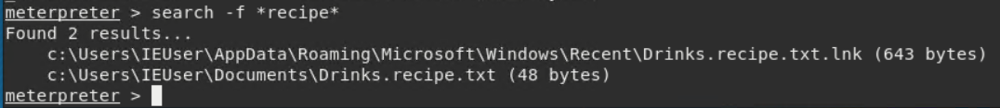 meterpreter > search -f *recipe*
Found 2 results...
    c:\Users\IEUser\AppData\Roaming\Microsoft\Windows\Recent\Drinks.recipe.txt.lnk (643 bytes)
    c:\Users\IEUser\Documents\Drinks.recipe.txt (48 bytes)
meterpreter >